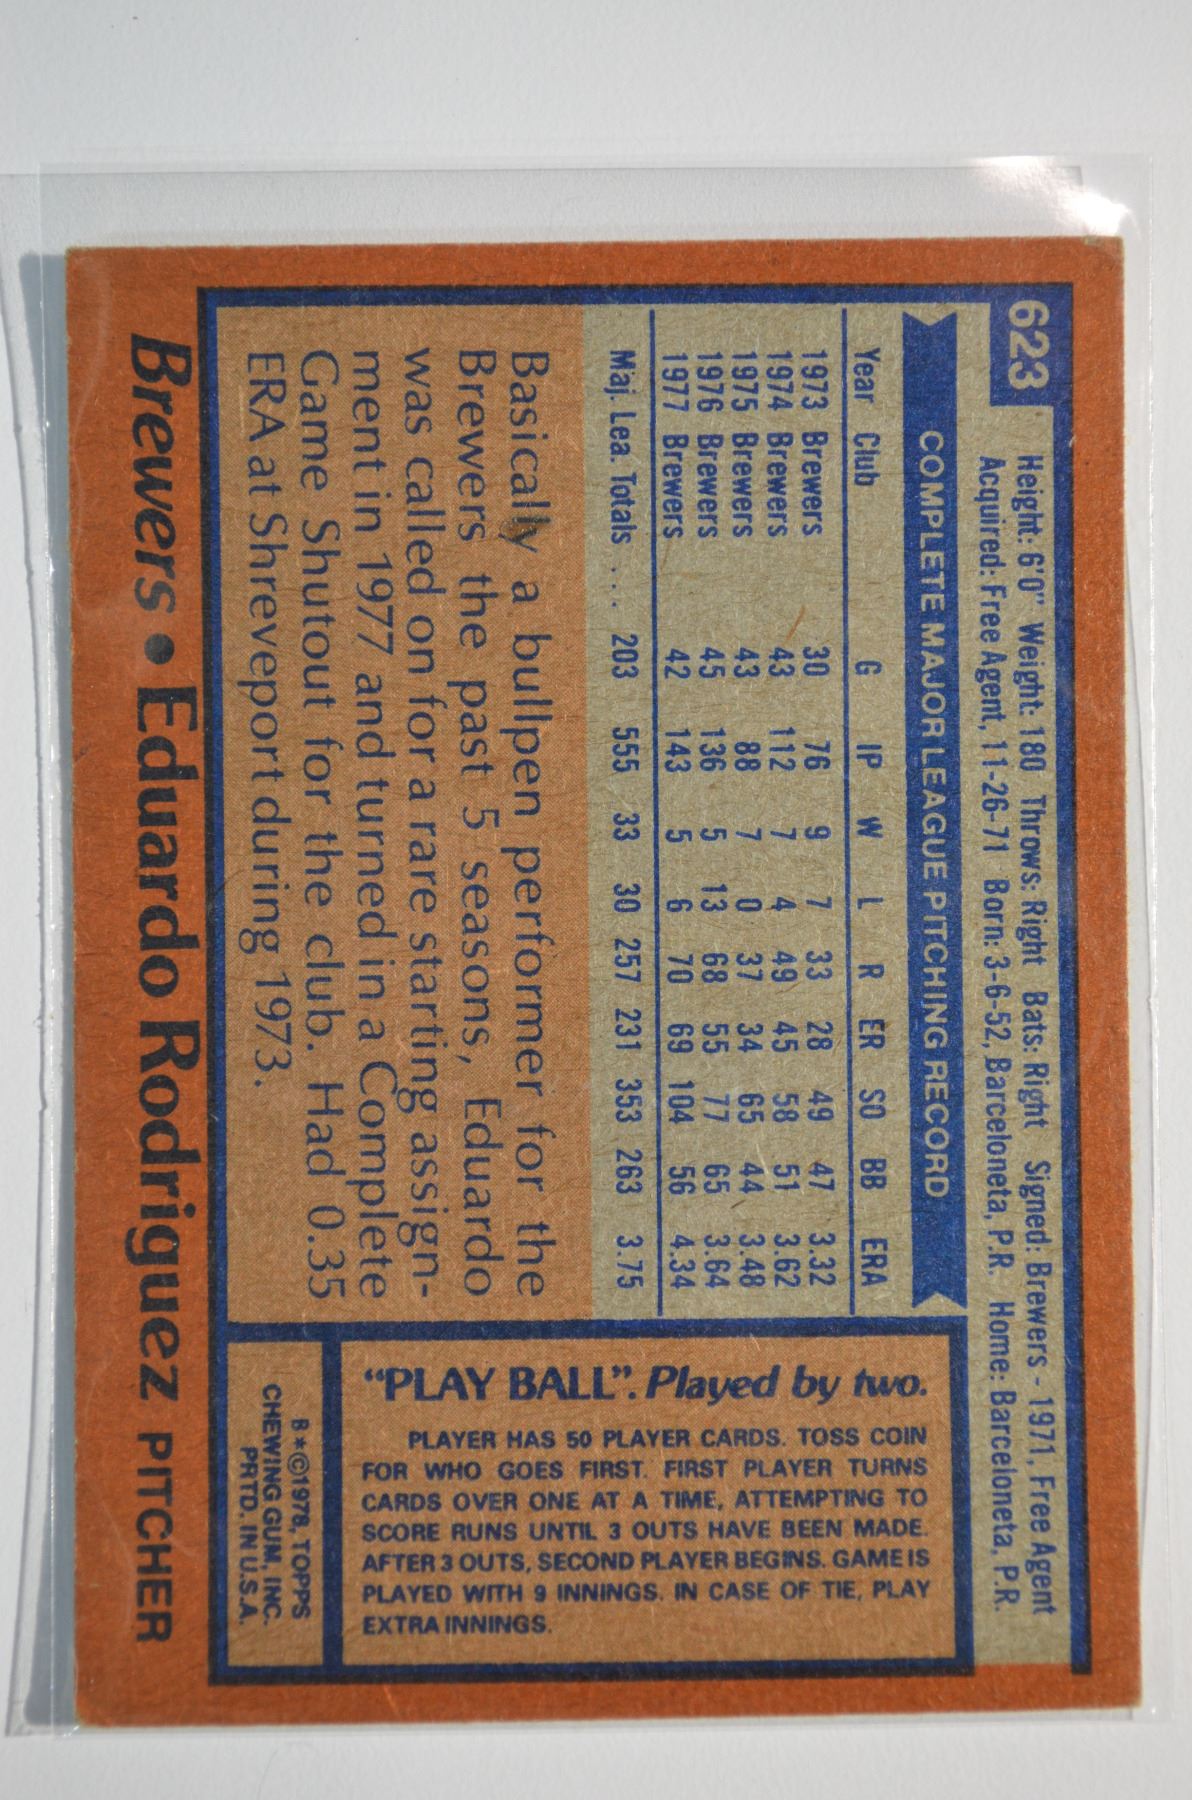 623
Height: 6'0" Weight: 180 Throws: Right Bats: Right Signed: Brewers - 1971, Free Agent
Acquired: Free Agent, 11-26-71 Born: 3-6-52, Barceloneta, P.R. Home: Barceloneta, P.R.
COMPLETE MAJOR LEAGUE PITCHING RECORD
Year Club G IP W L R ER SO BB ERA
1973 Brewers 30 76 9 7 33 28 49 47 3.32
1974 Brewers 43 112 7 4 49 45 58 51 3.62
1975 Brewers 43 88 7 0 37 34 65 44 3.48
1976 Brewers 45 136 5 13 68 55 77 65 3.64
1977 Brewers 42 143 5 6 70 69 104 56 4.34
Maj. Lea. Totals . . . 203 555 33 30 257 231 353 263 3.75
Basically a bullpen performer for the
Brewers the past 5 seasons, Eduardo
was called on for a rare starting assign-
ment in 1977 and turned in a Complete
Game Shutout for the club. Had 0.35
ERA at Shreveport during 1973.
"PLAY BALL". Played by two.
PLAYER HAS 50 PLAYER CARDS. TOSS COIN
FOR WHO GOES FIRST. FIRST PLAYER TURNS
CARDS OVER ONE AT A TIME, ATTEMPTING TO
SCORE RUNS UNTIL 3 OUTS HAVE BEEN MADE.
AFTER 3 OUTS, SECOND PLAYER BEGINS. GAME IS
PLAYED WITH 9 INNINGS. IN CASE OF TIE, PLAY
EXTRA INNINGS.
B*©1978, TOPPS
CHEWING GUM, INC.
PRTD. IN U.S.A.
Brewers • Eduardo Rodriguez PITCHER